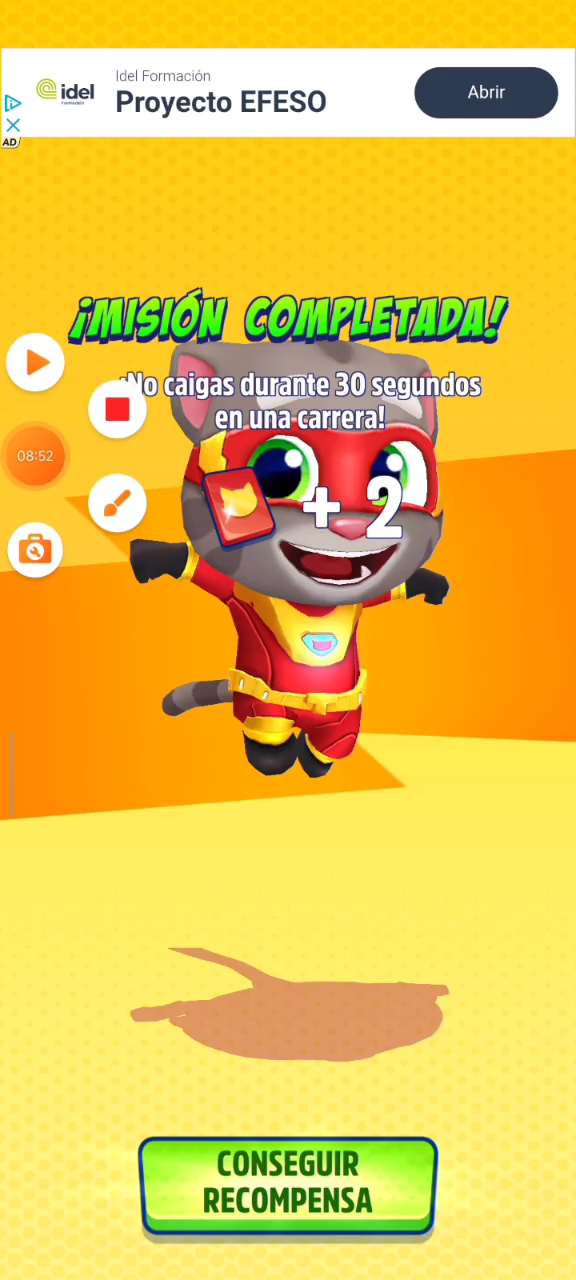 Idel Formación
idel
Formación
Proyecto EFESO
Abrir
AD
¡MISIÓN COMPLETADA!
¡No caigas durante 30 segundos
en una carrera!
08:52
+ 2
CONSEGUIR
RECOMPENSA